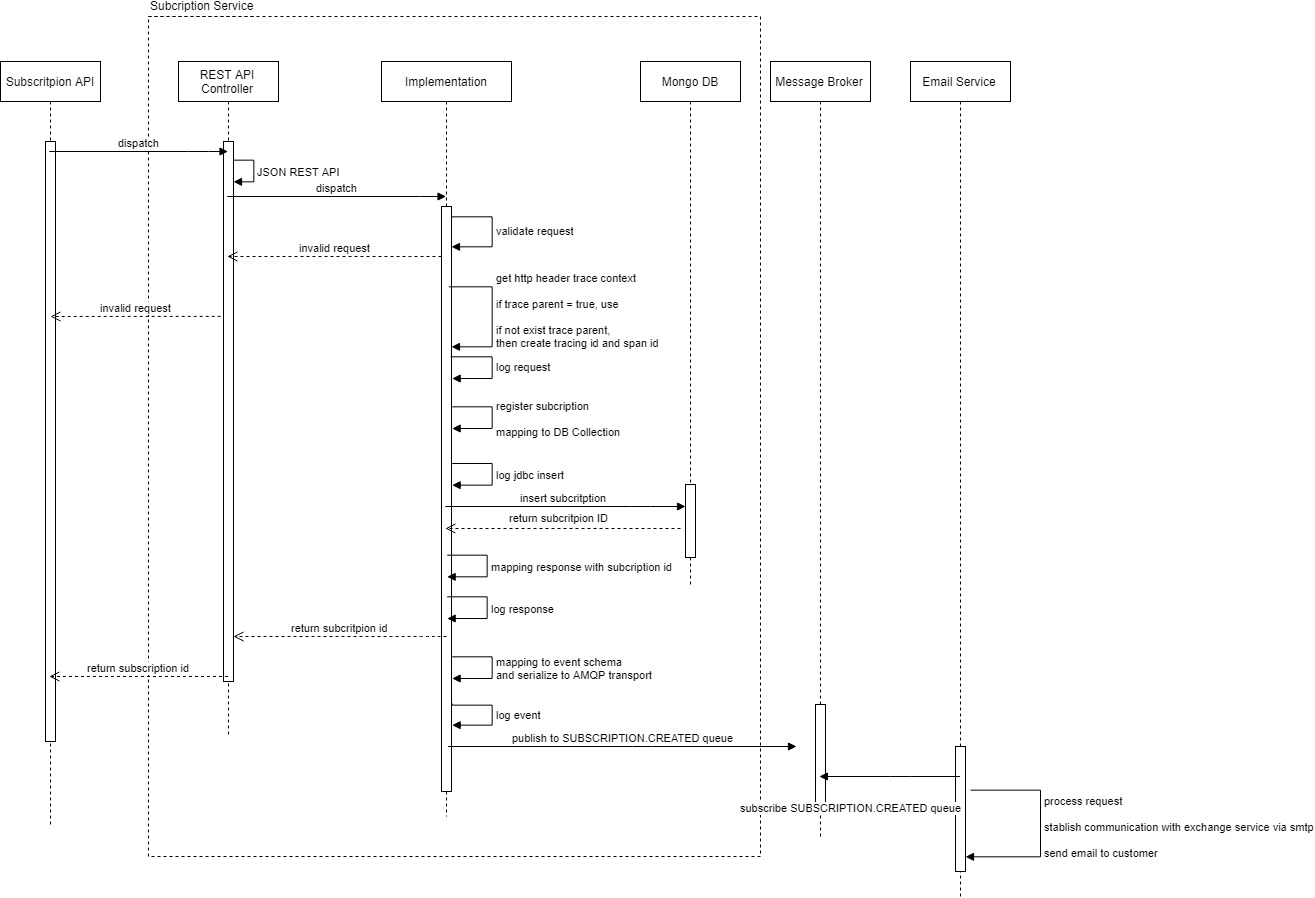 Subcription Service
Subscritpion API
REST API
Controller
Implementation
Mongo DB
Message Broker
Email Service
dispatch
JSON REST API
dispatch
validate request
invalid request
get http header trace context
if trace parent = true, use
invalid request
if not exist trace parent,
then create tracing id and span id
log request
register subcription
mapping to DB Collection
log jdbc insert
insert subcritption
return subcritpion ID
mapping response with subcription id
log response
return subcritpion id
mapping to event schema
and serialize to AMQP transport
return subscription id
log event
publish to SUBSCRIPTION.CREATED queue
subscribe SUBSCRIPTION.CREATED queue
process request
stablish communication with exchange service via smtp
send email to customer